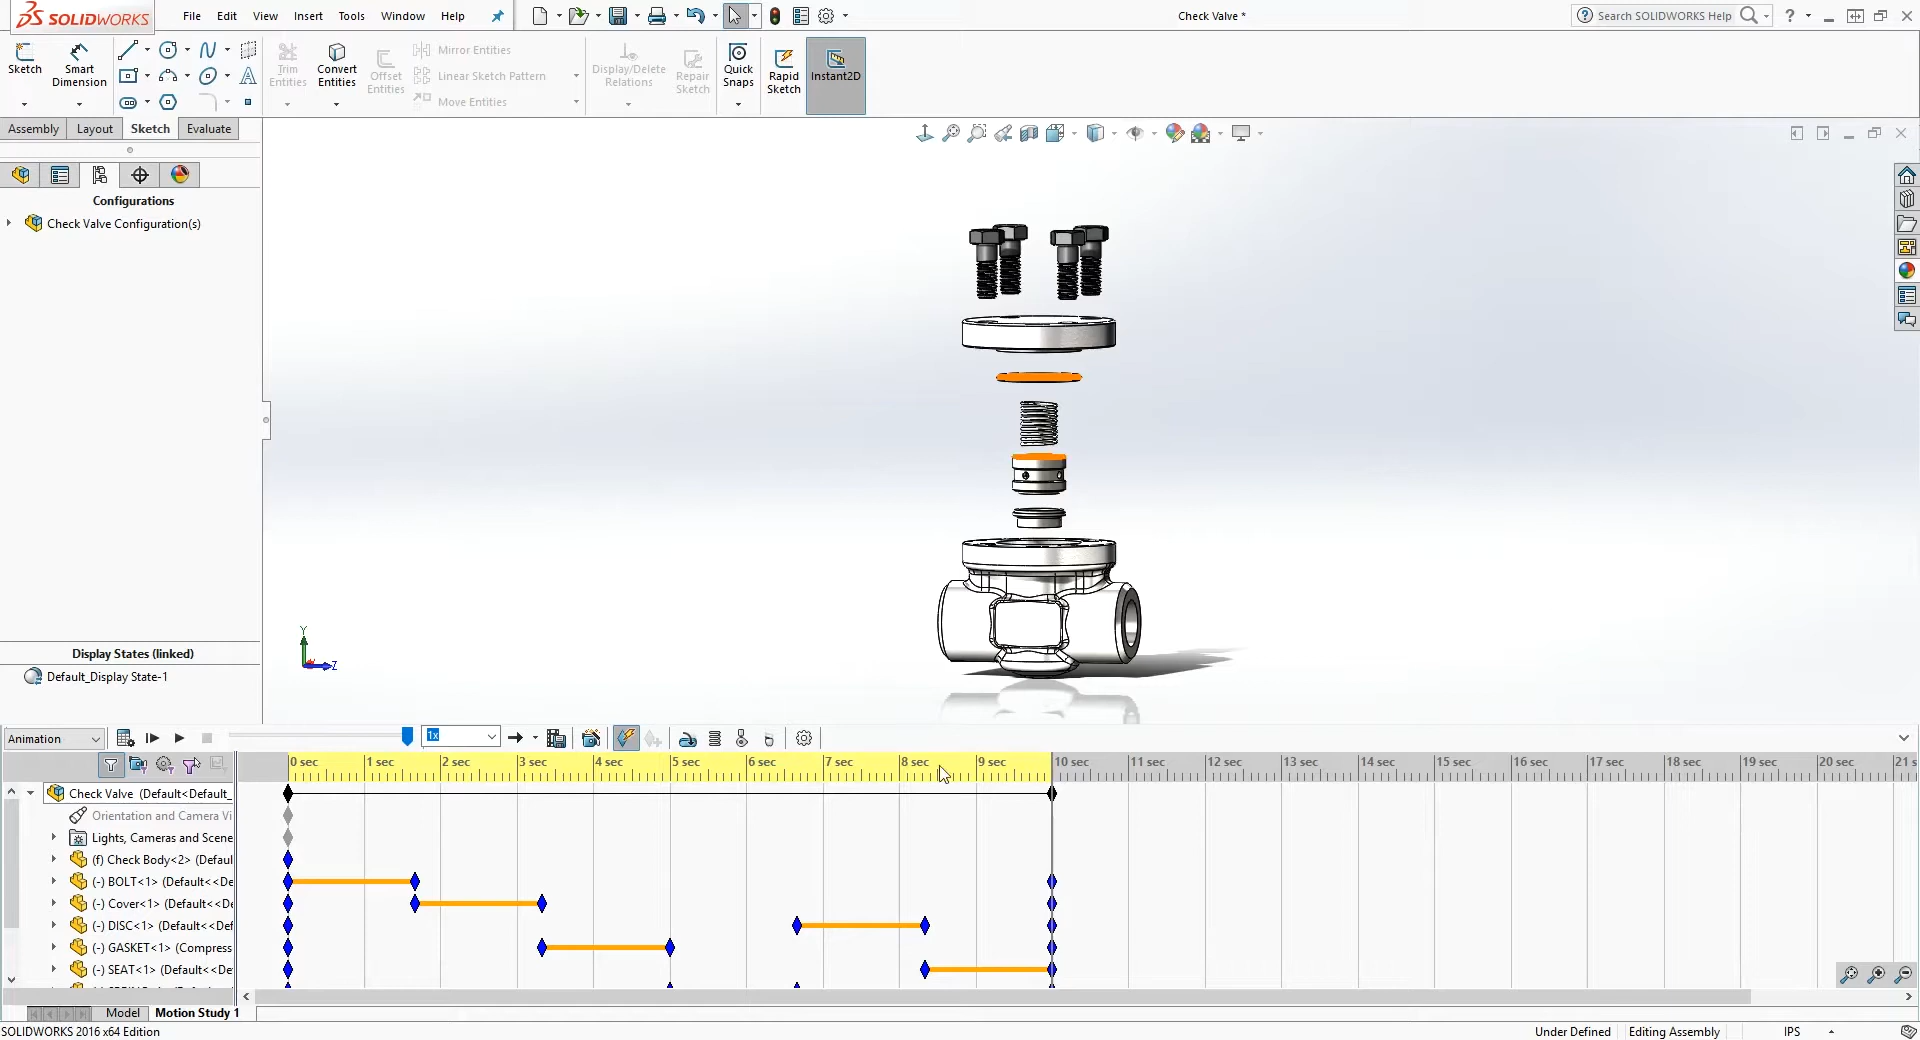 SOLIDWORKS
File Edit View Insert Tools Window Help
Check Valve *
Search SOLIDWORKS Help
Sketch
Smart Dimension
Trim Entities
Convert Entities
Offset Entities
Mirror Entities
Linear Sketch Pattern
Move Entities
Display/Delete Relations
Repair Sketch
Quick Snaps
Rapid Sketch
Instant2D
Assembly Layout Sketch Evaluate
Configurations
Check Valve Configuration(s)
Y
Z
Display States (linked)
Default_Display State-1
Animation
1x
0 sec 1 sec 2 sec 3 sec 4 sec 5 sec 6 sec 7 sec 8 sec 9 sec 10 sec 11 sec 12 sec 13 sec 14 sec 15 sec 16 sec 17 sec 18 sec 19 sec 20 sec 21 s
Check Valve (Default<Default_
Orientation and Camera Vi
Lights, Cameras and Scene
(f) Check Body<2> (Defaul
(-) BOLT<1> (Default<<De
(-) Cover<1> (Default<<De
(-) DISC<1> (Default<<Def
(-) GASKET<1> (Compress
(-) SEAT<1> (Default<<De
Model Motion Study 1
SOLIDWORKS 2016 x64 Edition
Under Defined Editing Assembly IPS